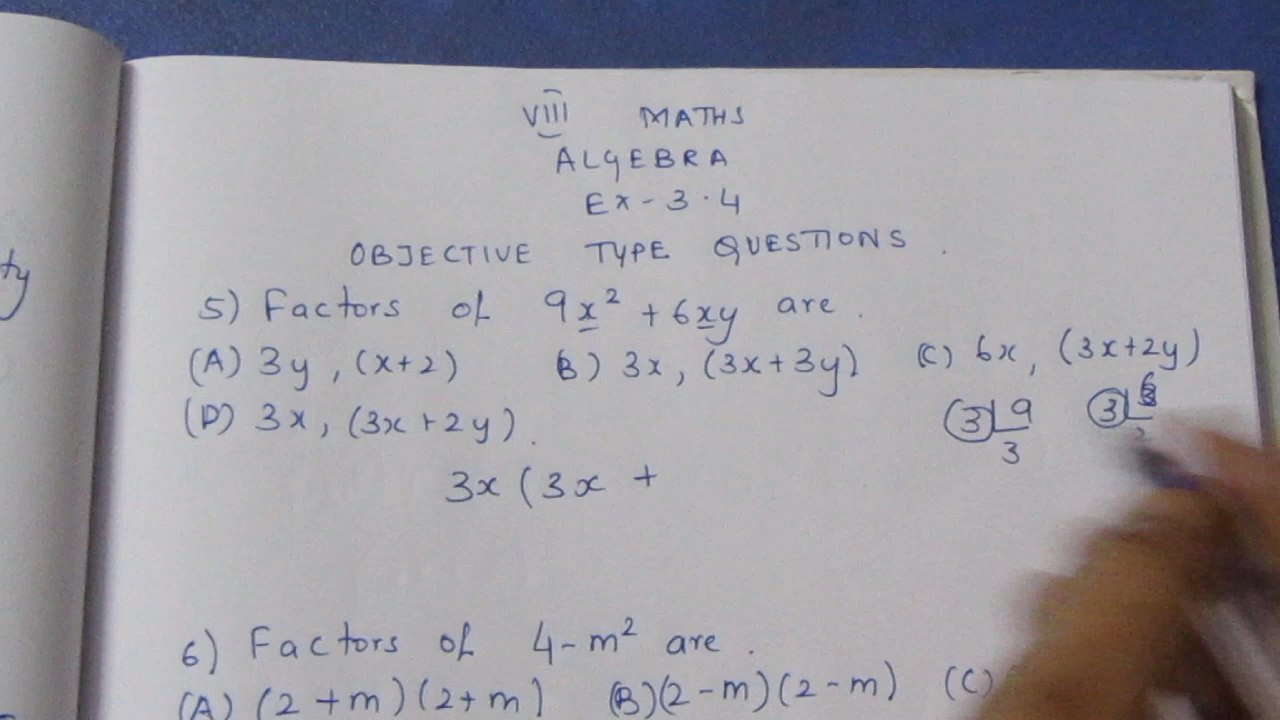 VIII MATHS
ALGEBRA
EX - 3.4
OBJECTIVE TYPE QUESTIONS.
5) Factors of 9x² + 6xy are.
(A) 3y, (x+2) B) 3x, (3x+3y) (C) 6x, (3x+2y)
(D) 3x, (3x+2y).
3 9
3
3
3x (3x +
6) Factors of 4-m² are.
(A) (2+m)(2+m) (B) (2-m)(2-m) (C)
ty